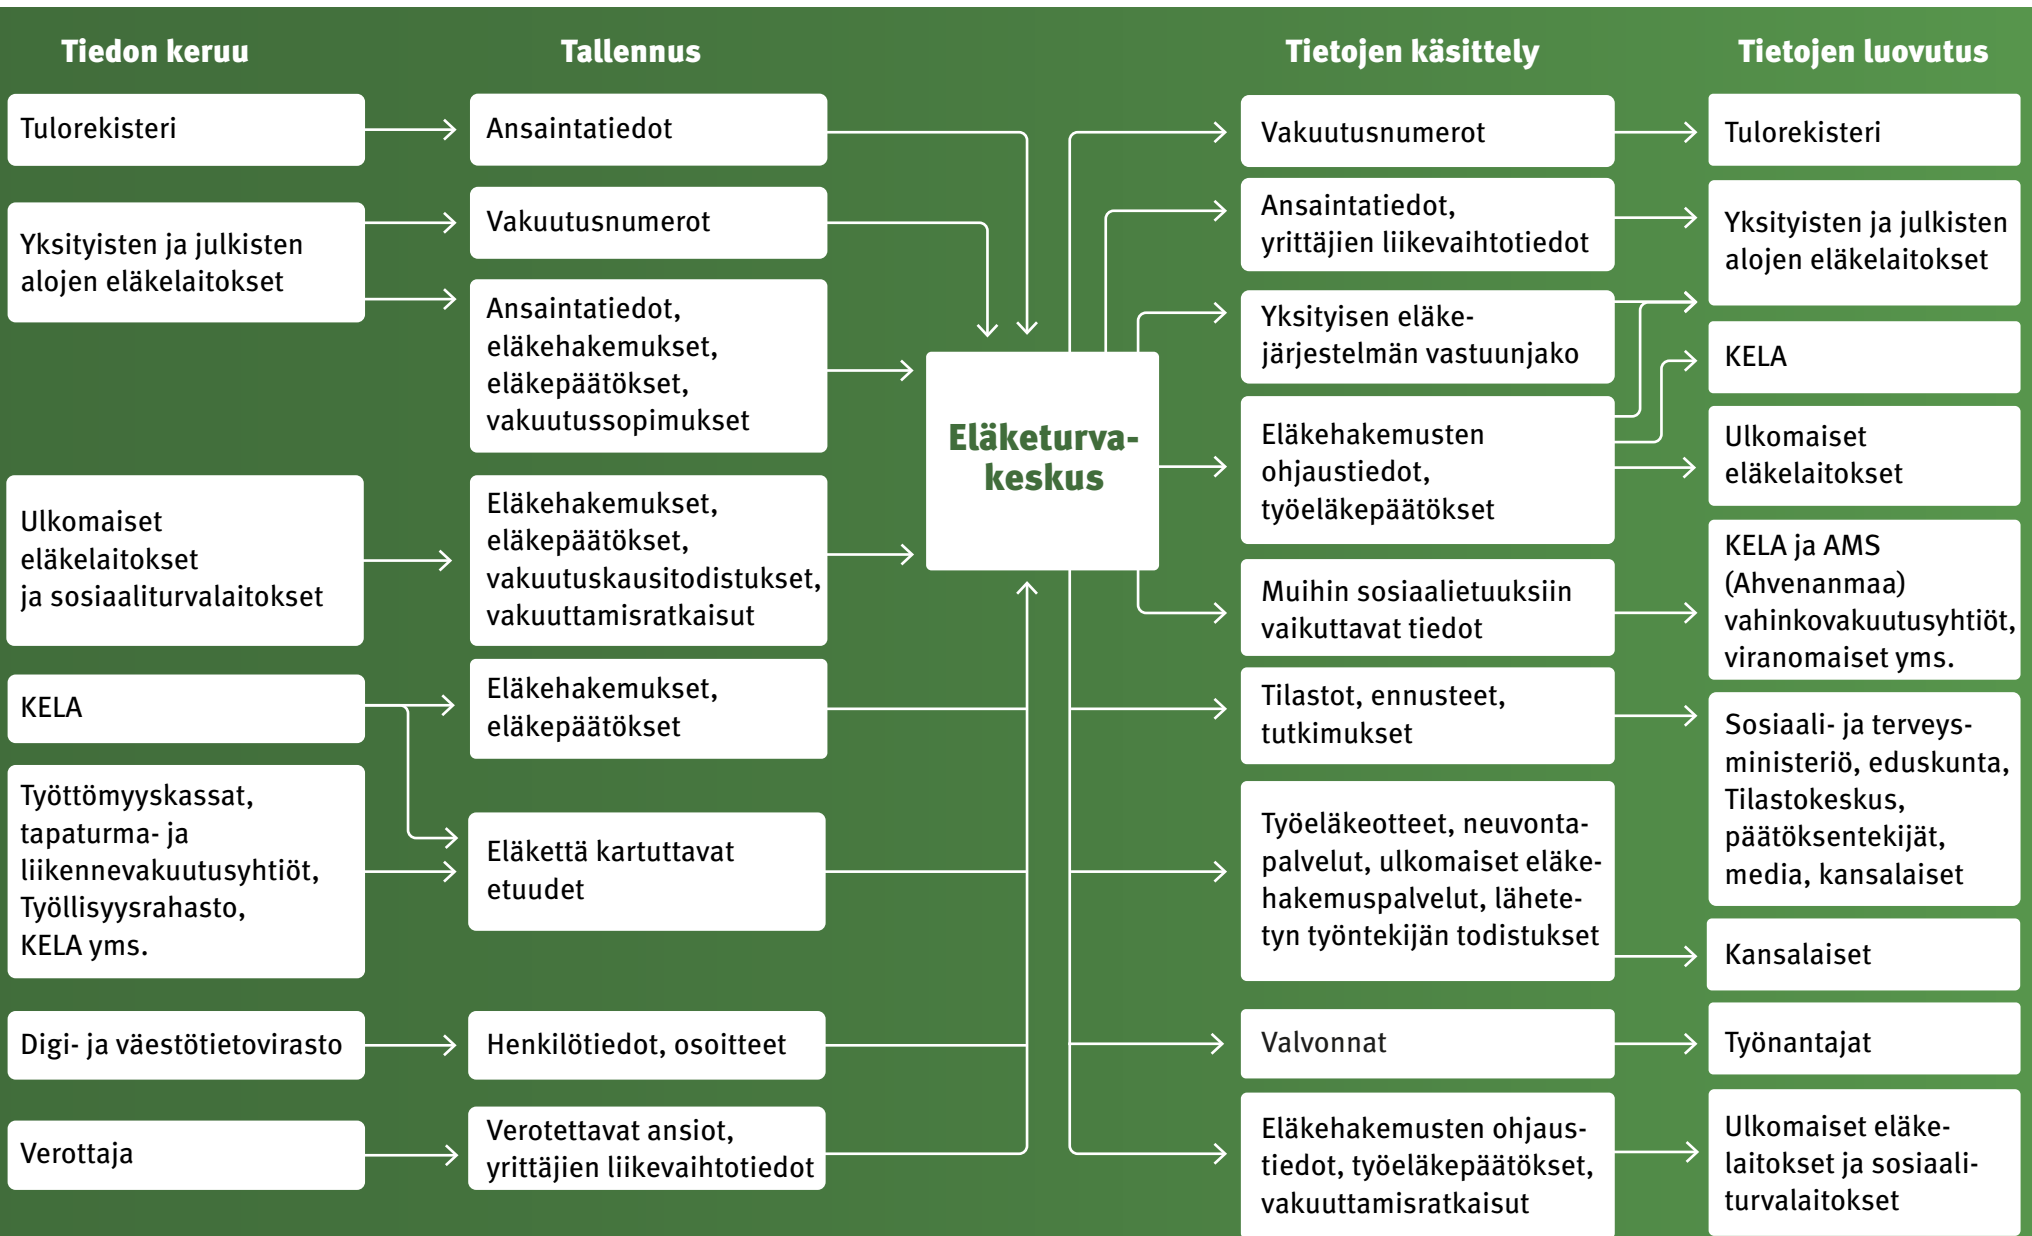 Tiedon keruu
Tallennus
Tietojen käsittely
Tietojen luovutus
Tulorekisteri
Yksityisten ja julkisten
alojen eläkelaitokset
Ulkomaiset
eläkelaitokset
ja sosiaaliturvalaitokset
KELA
Työttömyyskassat,
tapaturma- ja
liikennevakuutusyhtiöt,
Työllisyysrahasto,
KELA yms.
Digi- ja väestötietovirasto
Verottaja
Ansaintatiedot
Vakuutusnumerot
Ansaintatiedot,
eläkehakemukset,
eläkepäätökset,
vakuutussopimukset
Eläkehakemukset,
eläkepäätökset,
vakuutuskausitodistukset,
vakuuttamisratkaisut
Eläkehakemukset,
eläkepäätökset
Eläkettä kartuttavat
etuudet
Henkilötiedot, osoitteet
Verotettavat ansiot,
yrittäjien liikevaihtotiedot
Eläketurva-
keskus
Vakuutusnumerot
Ansaintatiedot,
yrittäjien liikevaihtotiedot
Yksityisen eläke-
järjestelmän vastuunjako
Eläkehakemusten
ohjaustiedot,
työeläkepäätökset
Muihin sosiaalietuuksiin
vaikuttavat tiedot
Tilastot, ennusteet,
tutkimukset
Työeläkeotteet, neuvonta-
palvelut, ulkomaiset eläke-
hakemuspalvelut, lähete-
tyn työntekijän todistukset
Valvonnat
Eläkehakemusten ohjaus-
tiedot, työeläkepäätökset,
vakuuttamisratkaisut
Tulorekisteri
Yksityisten ja julkisten
alojen eläkelaitokset
KELA
Ulkomaiset
eläkelaitokset
KELA ja AMS
(Ahvenanmaa)
vahinkovakuutusyhtiöt,
viranomaiset yms.
Sosiaali- ja terveys-
ministeriö, eduskunta,
Tilastokeskus,
päätöksentekijät,
media, kansalaiset
Kansalaiset
Työnantajat
Ulkomaiset eläke-
laitokset ja sosiaali-
turvalaitokset